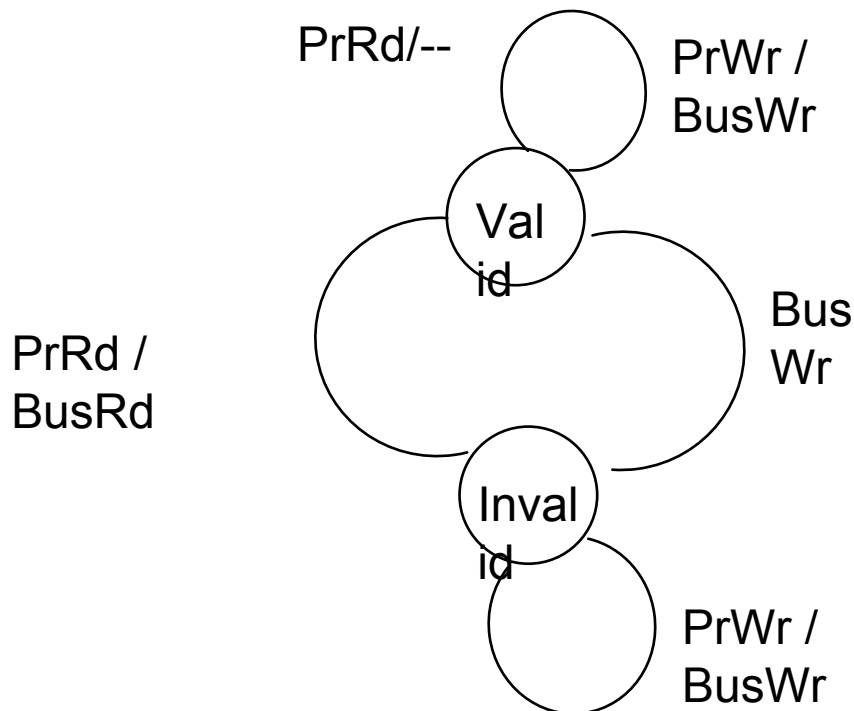 PrRd/--
PrWr /
BusWr
Val
id
Bus
Wr
PrRd /
BusRd
Inval
id
PrWr /
BusWr